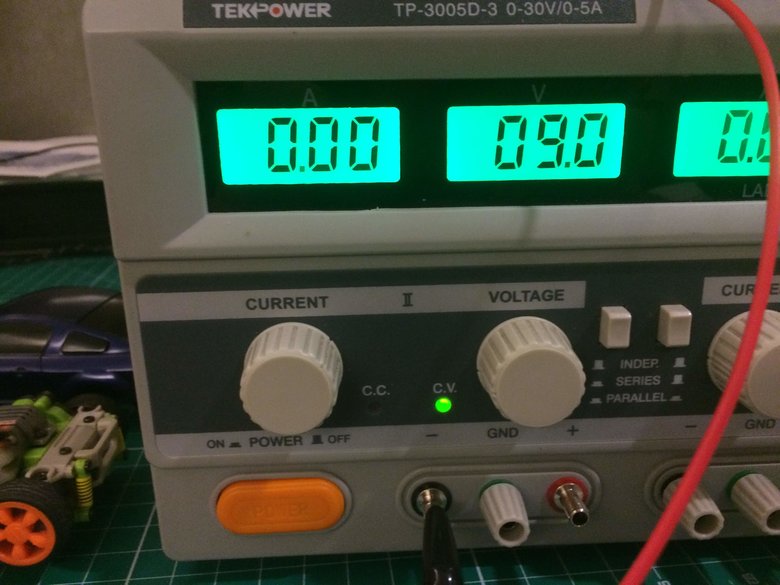 TEKPOWER TP-3005D-3 0-30V/0-5A
A V
0.00 09.0
CURRENT II VOLTAGE
C.C. C.V.
INDEP.
SERIES
PARALLEL
ON POWER OFF − GND + − GND